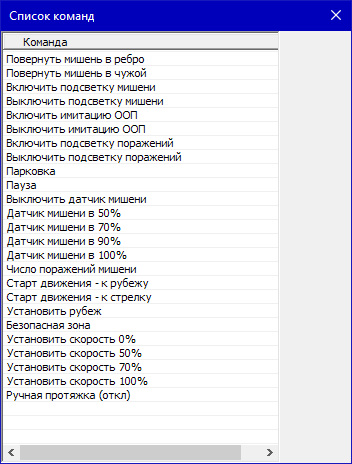 Список команд
Команда
Повернуть мишень в ребро
Повернуть мишень в чужой
Включить подсветку мишени
Выключить подсветку мишени
Включить имитацию ООП
Выключить имитацию ООП
Включить подсветку поражений
Выключить подсветку поражений
Парковка
Пауза
Выключить датчик мишени
Датчик мишени в 50%
Датчик мишени в 70%
Датчик мишени в 90%
Датчик мишени в 100%
Число поражений мишени
Старт движения - к рубежу
Старт движения - к стрелку
Установить рубеж
Безопасная зона
Установить скорость 0%
Установить скорость 50%
Установить скорость 70%
Установить скорость 100%
Ручная протяжка (откл)